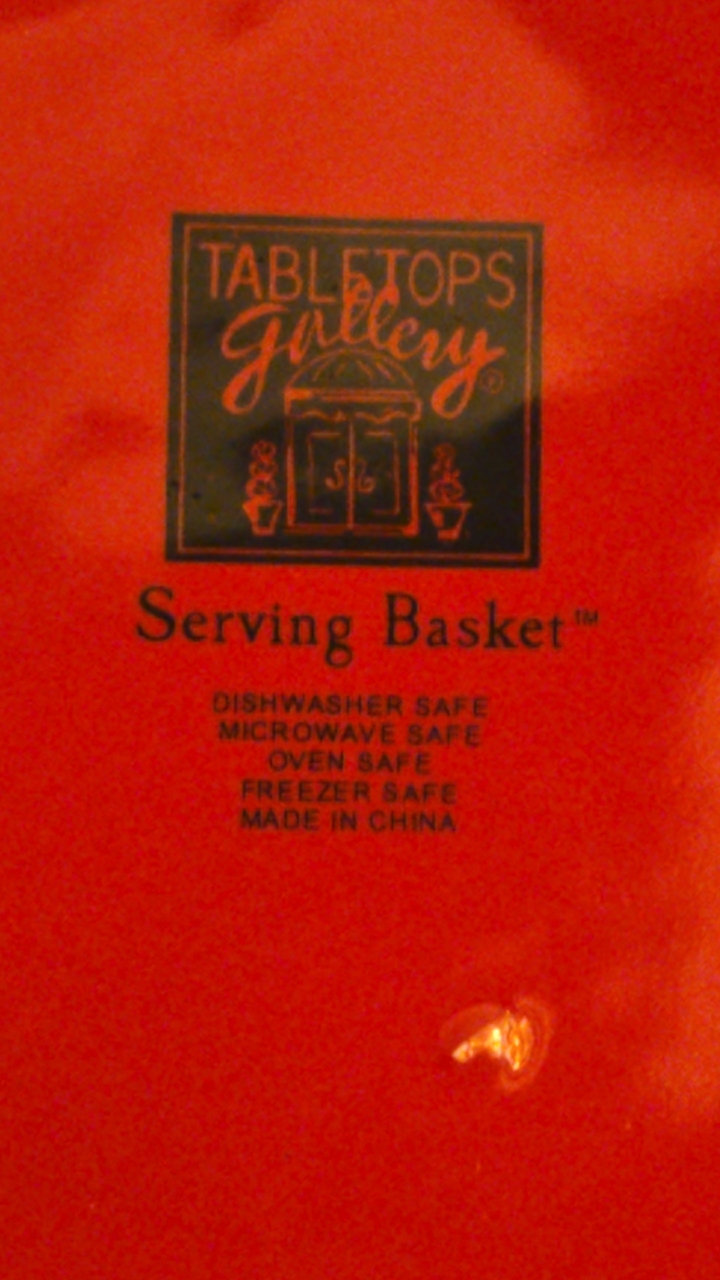 TABLETOPS
gallery®
Serving Basket™
DISHWASHER SAFE
MICROWAVE SAFE
OVEN SAFE
FREEZER SAFE
MADE IN CHINA